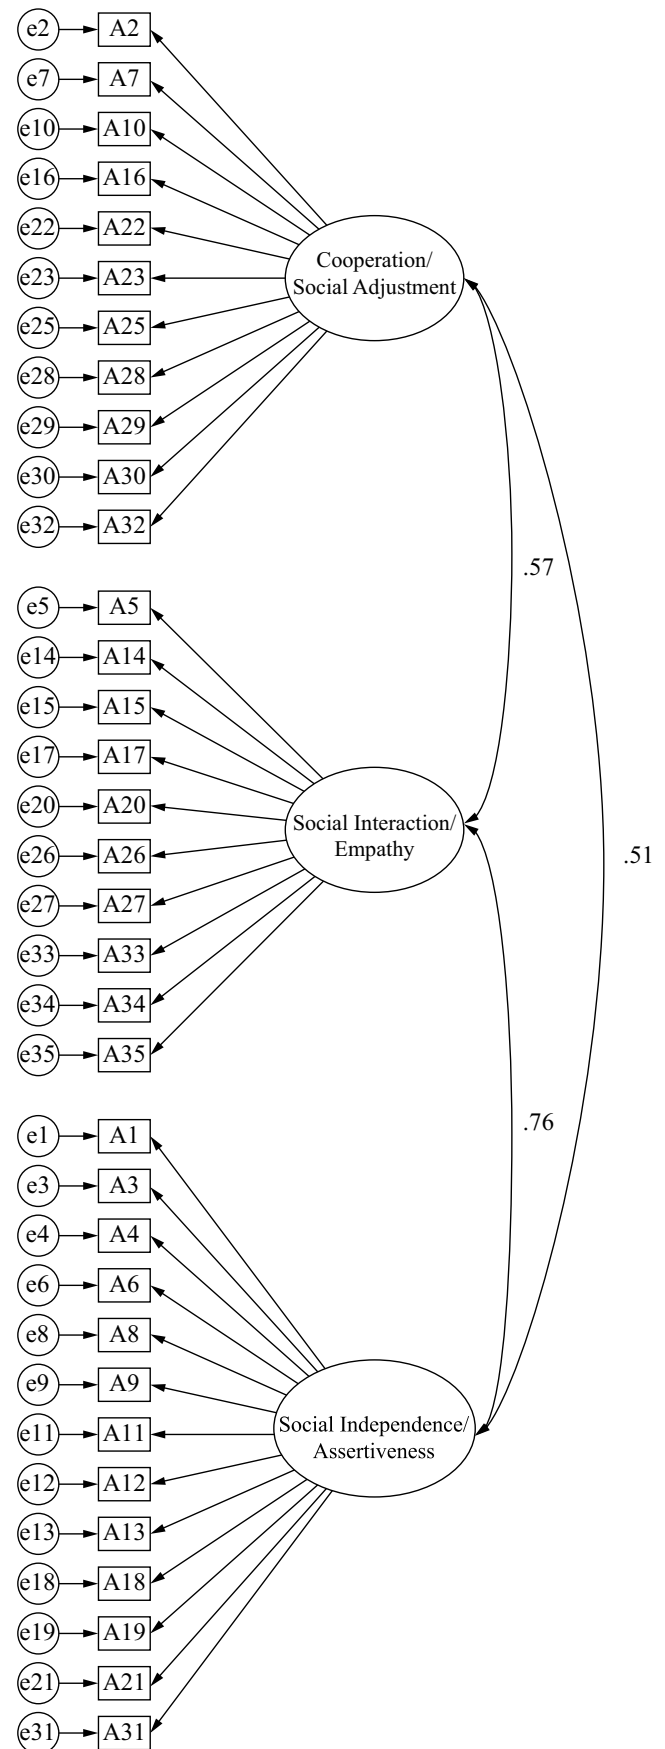 e2 A2
e7 A7
e10 A10
e16 A16
e22 A22
e23 A23
e25 A25
e28 A28
e29 A29
e30 A30
e32 A32
Cooperation/
Social Adjustment
.57
e5 A5
e14 A14
e15 A15
e17 A17
e20 A20
e26 A26
e27 A27
e33 A33
e34 A34
e35 A35
Social Interaction/
Empathy
.51
.76
e1 A1
e3 A3
e4 A4
e6 A6
e8 A8
e9 A9
e11 A11
e12 A12
e13 A13
e18 A18
e19 A19
e21 A21
e31 A31
Social Independence/
Assertiveness